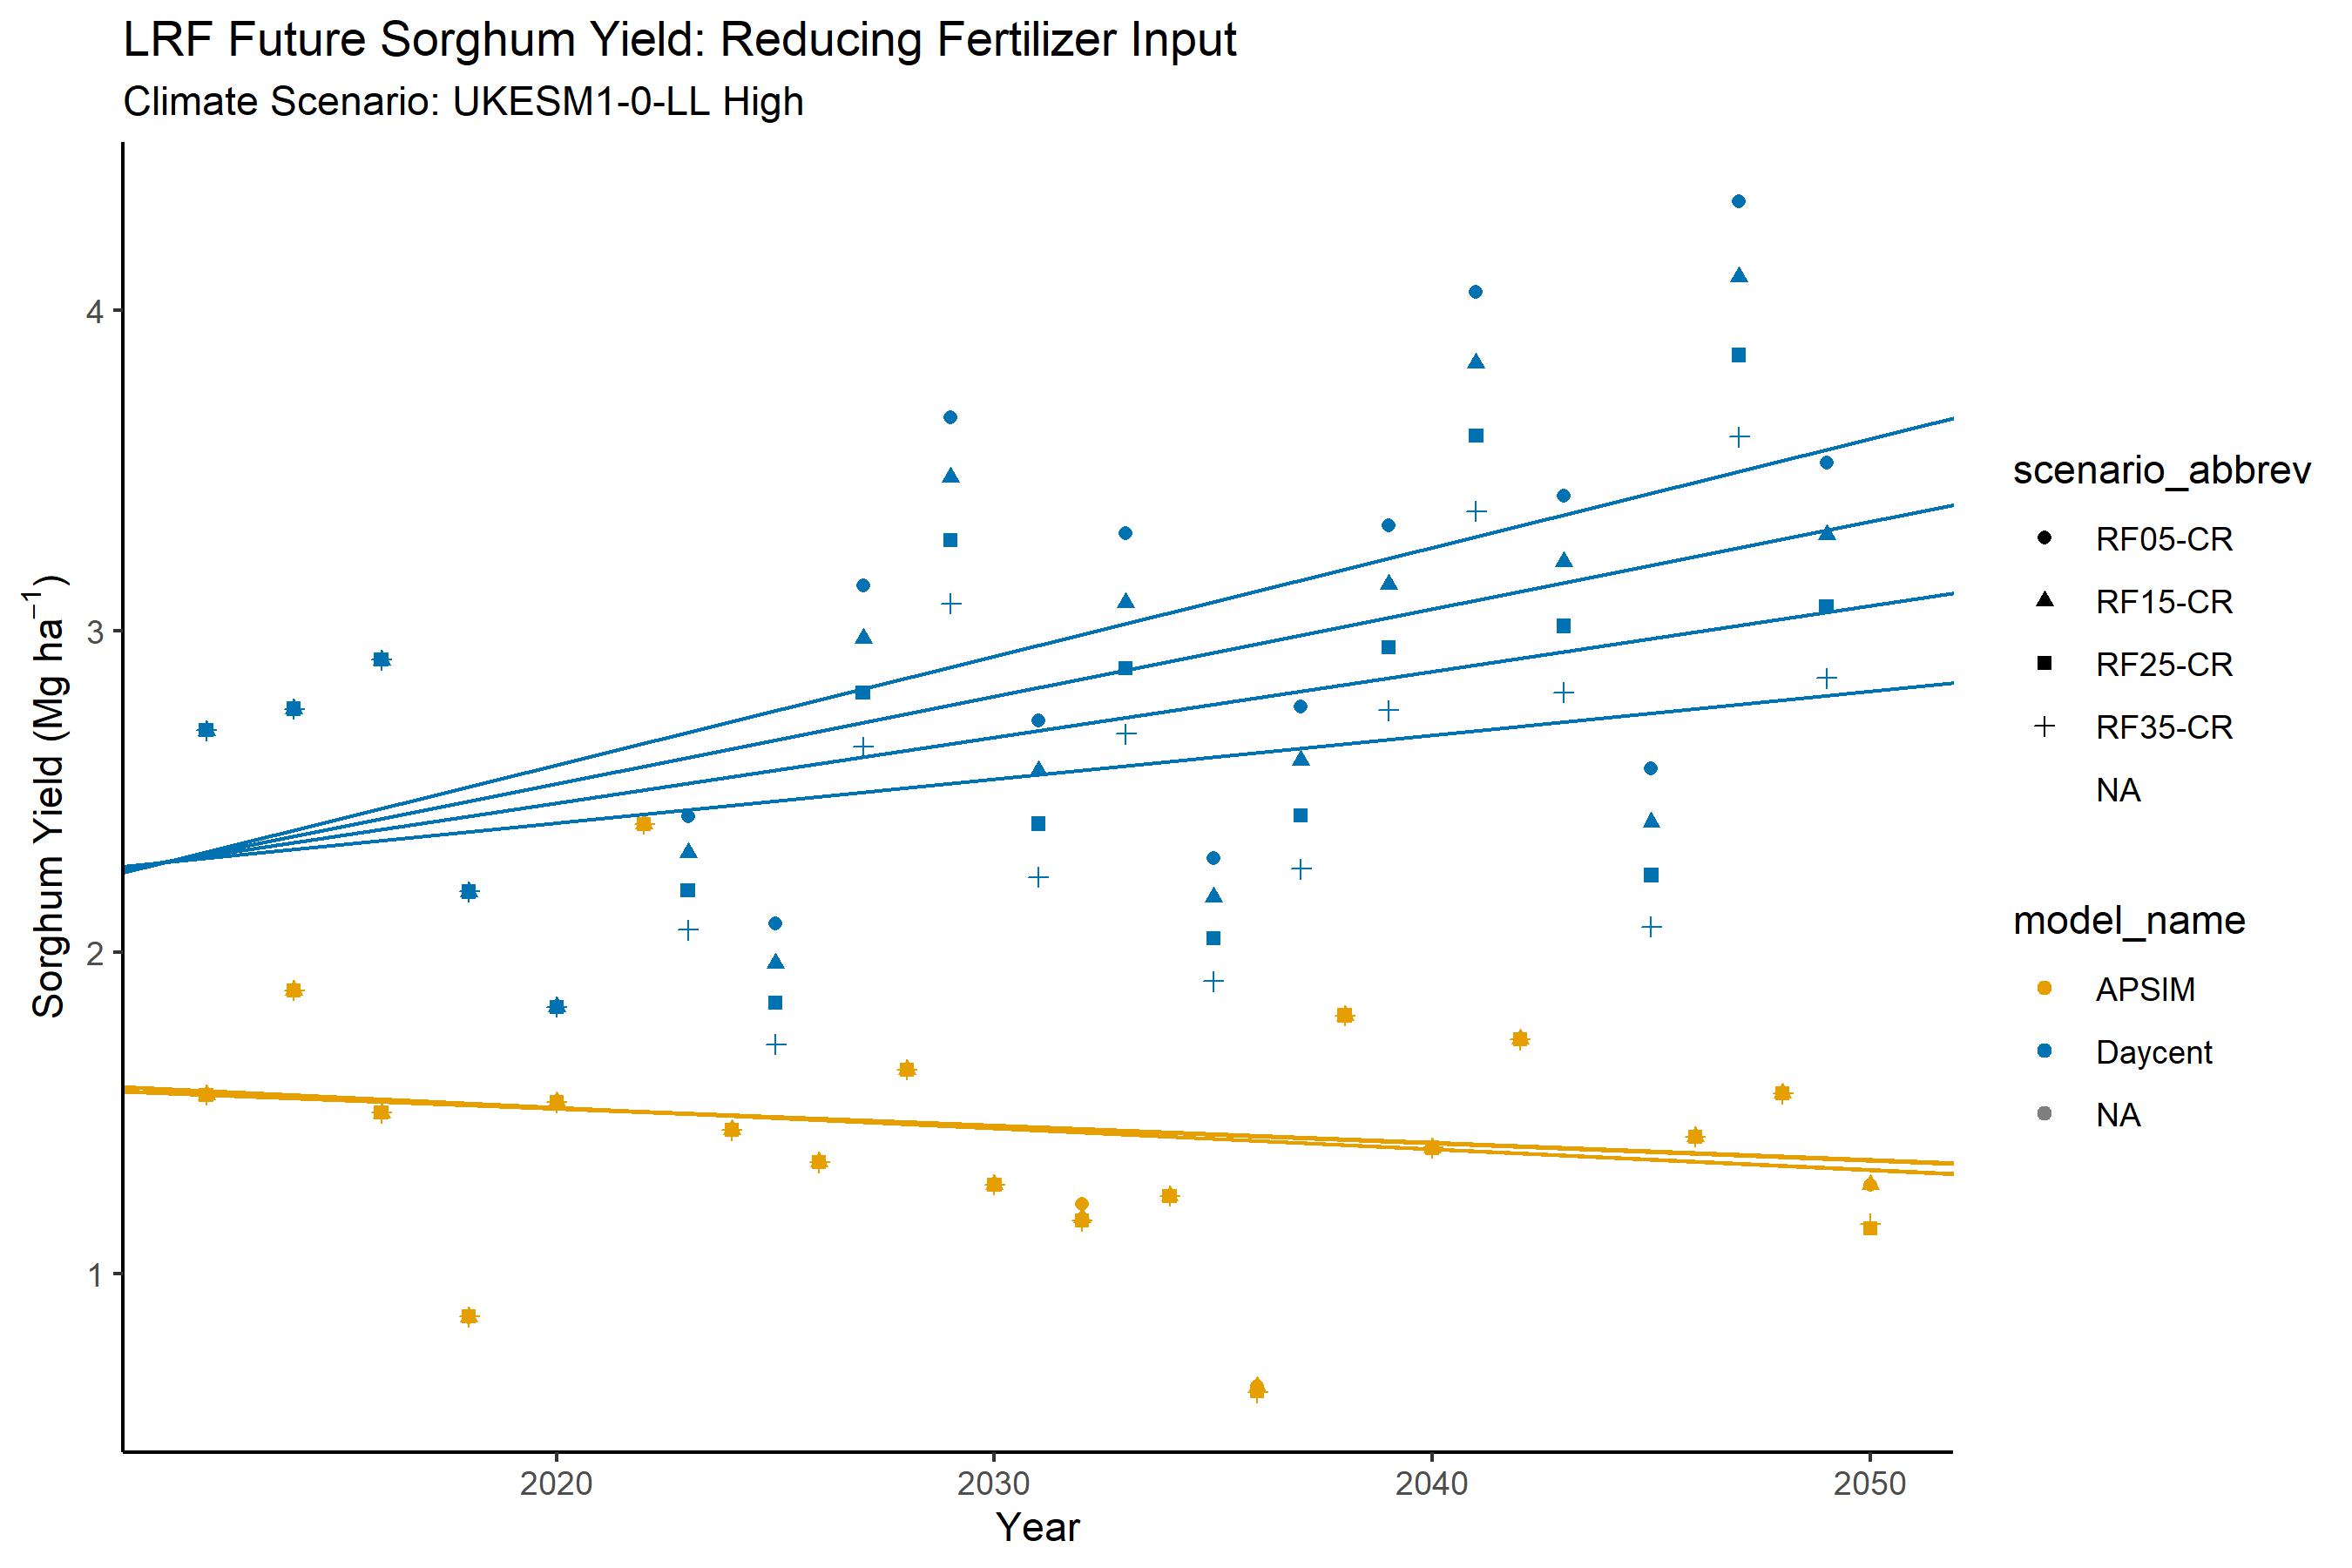 LRF Future Sorghum Yield: Reducing Fertilizer Input
Climate Scenario: UKESM1-0-LL High
Sorghum Yield (Mg ha⁻¹)
4
3
2
1
2020
2030
2040
2050
Year
scenario_abbrev
RF05-CR
RF15-CR
RF25-CR
RF35-CR
NA
model_name
APSIM
Daycent
NA